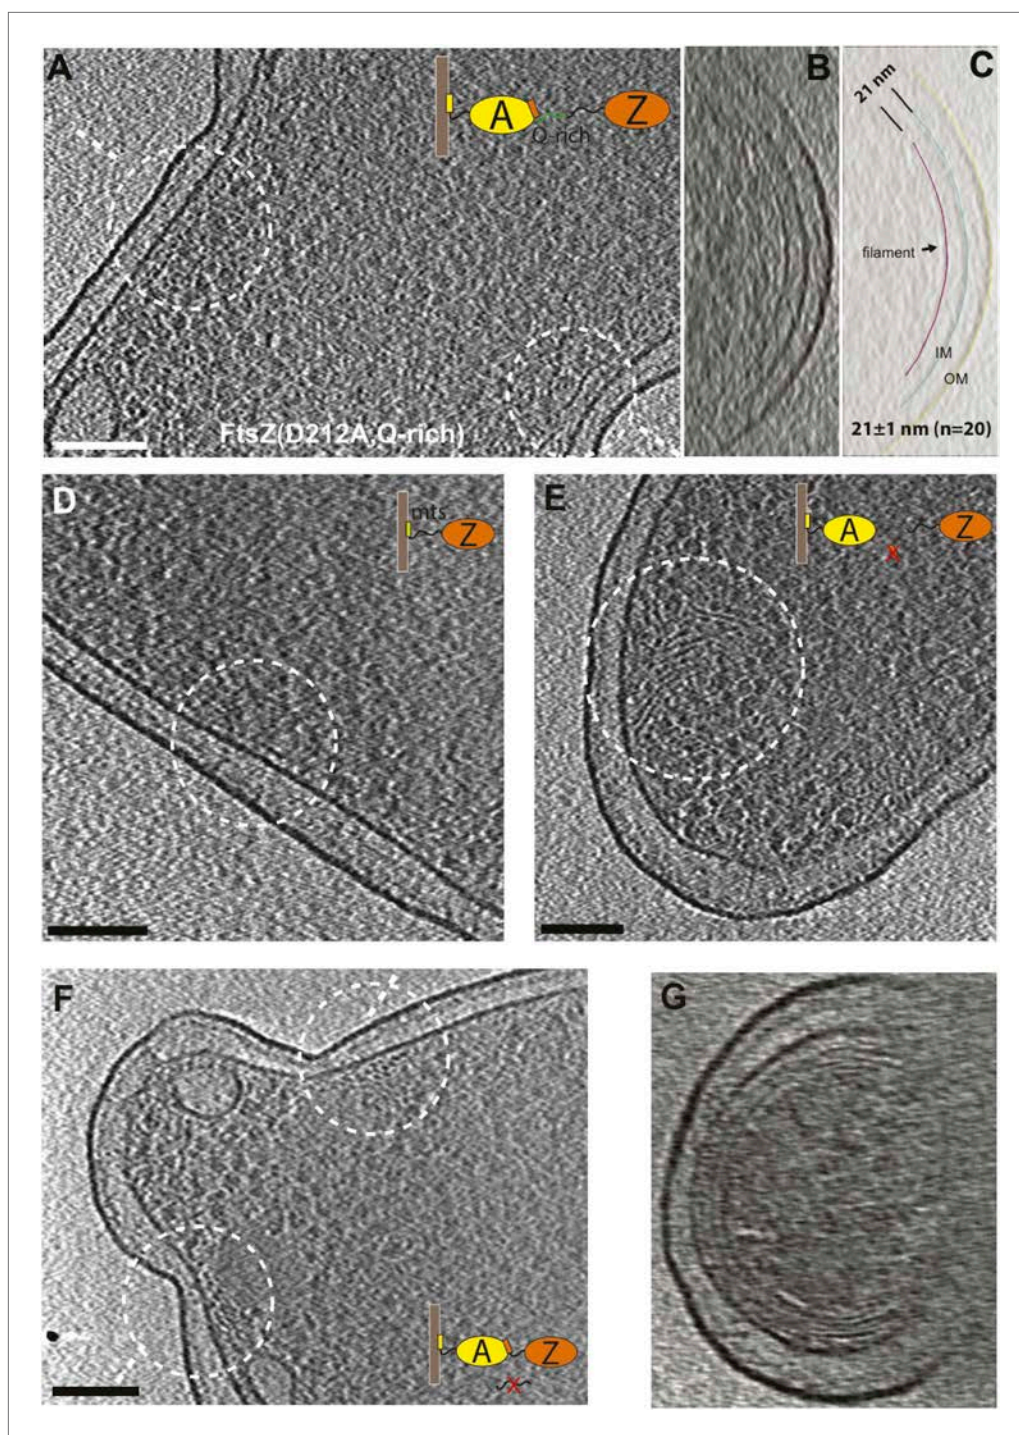 A
A
Q-rich
Z
FtsZ(D212A,Q-rich)
B
C
21 nm
filament
IM
OM
21±1 nm (n=20)
D
mts
Z
E
A
X
Z
F
A
Z
X
G